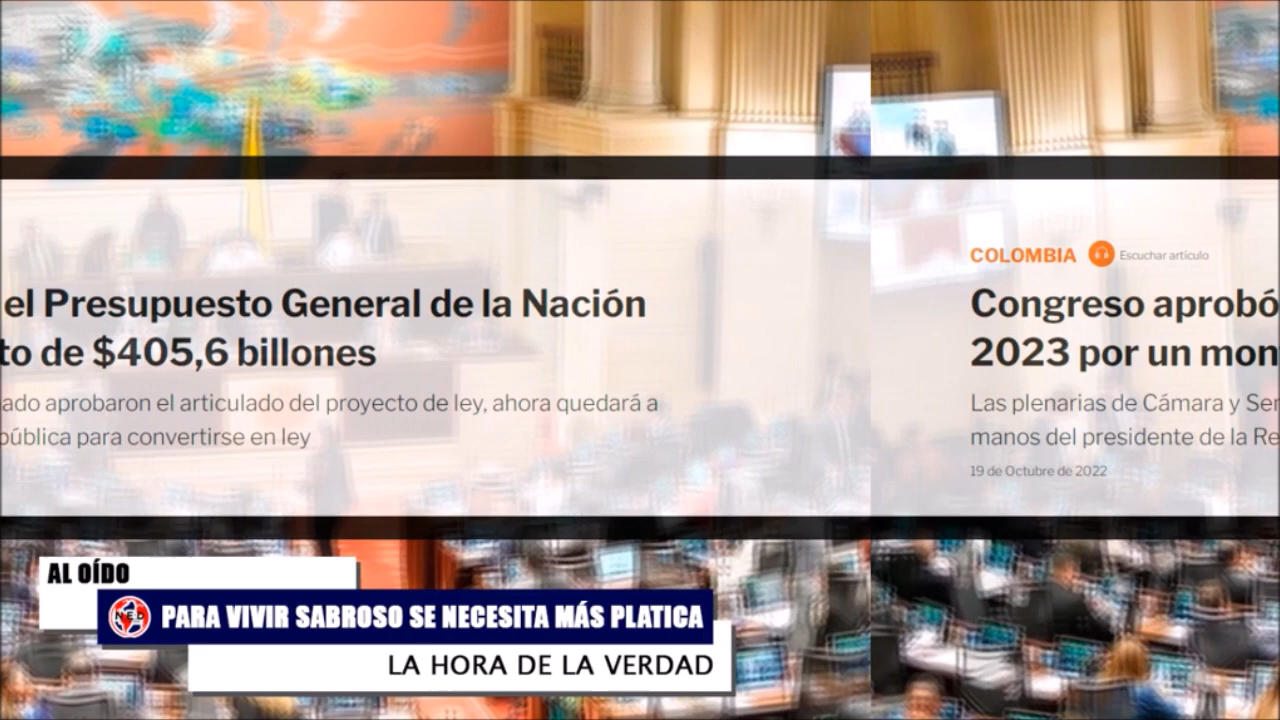 el Presupuesto General de la Nación
to de $405,6 billones
ado aprobaron el articulado del proyecto de ley, ahora quedará a
pública para convertirse en ley
COLOMBIA Escuchar artículo
Congreso aprobó
2023 por un mon
Las plenarias de Cámara y Sen
manos del presidente de la Re
19 de Octubre de 2022
AL OÍDO
PARA VIVIR SABROSO SE NECESITA MÁS PLATICA
LA HORA DE LA VERDAD